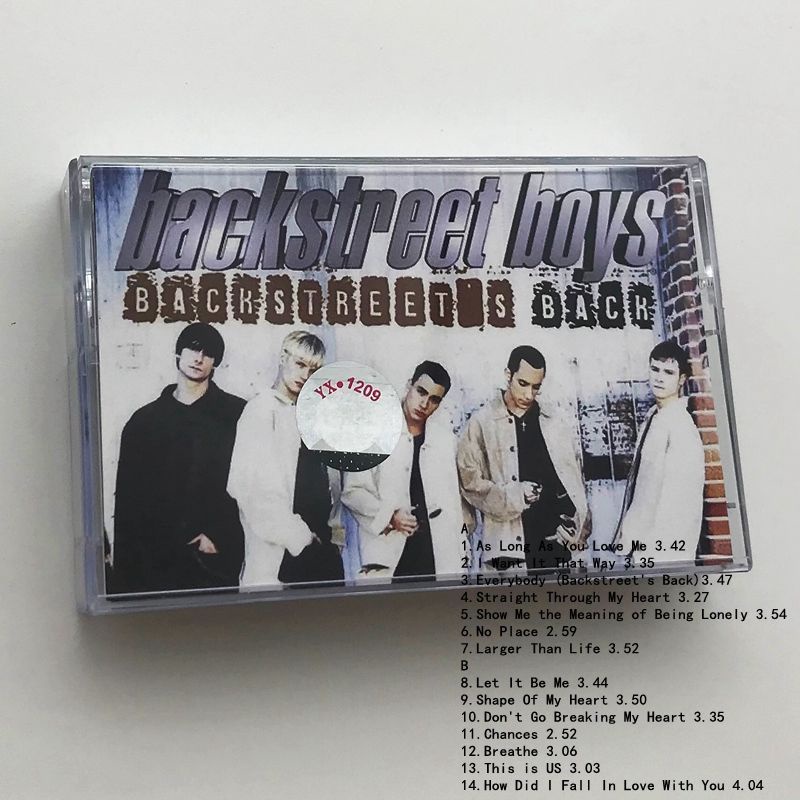 backstreet boys
BACKSTREET'S BACK
YX•1209
A
1.As Long As You Love Me 3.42
2.I Want It That Way 3.35
3.Everybody (Backstreet's Back)3.47
4.Straight Through My Heart 3.27
5.Show Me the Meaning of Being Lonely 3.54
6.No Place 2.59
7.Larger Than Life 3.52
B
8.Let It Be Me 3.44
9.Shape Of My Heart 3.50
10.Don't Go Breaking My Heart 3.35
11.Chances 2.52
12.Breathe 3.06
13.This is US 3.03
14.How Did I Fall In Love With You 4.04